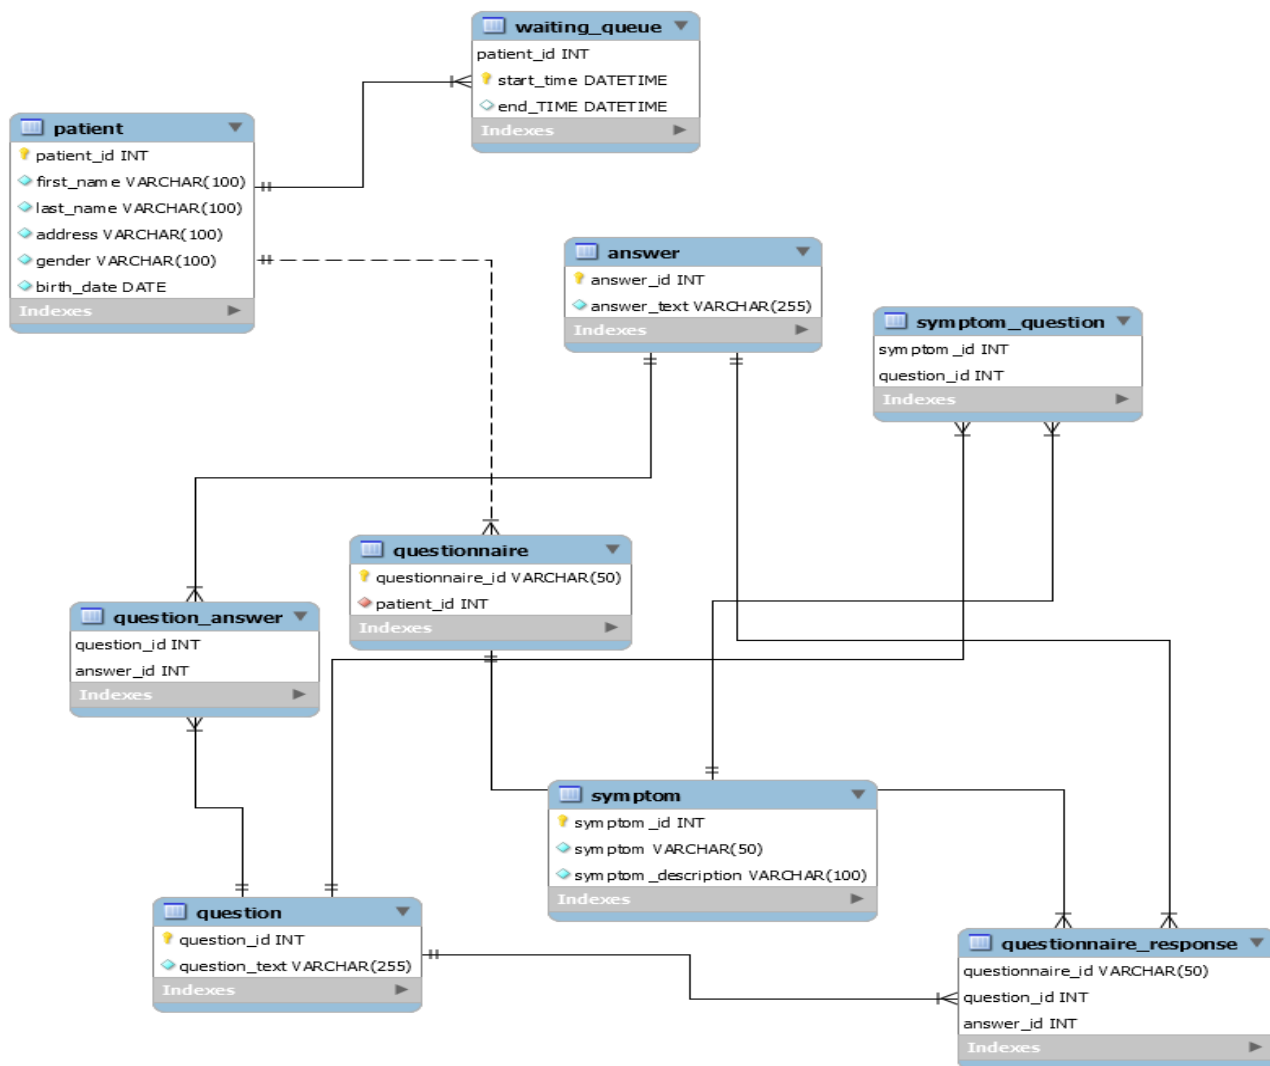 waiting_queue
patient_id INT
start_time DATETIME
end_TIME DATETIME
Indexes
patient
patient_id INT
first_name VARCHAR(100)
last_name VARCHAR(100)
address VARCHAR(100)
gender VARCHAR(100)
birth_date DATE
Indexes
answer
answer_id INT
answer_text VARCHAR(255)
Indexes
symptom_question
symptom_id INT
question_id INT
Indexes
questionnaire
questionnaire_id VARCHAR(50)
patient_id INT
Indexes
question_answer
question_id INT
answer_id INT
Indexes
symptom
symptom_id INT
symptom VARCHAR(50)
symptom_description VARCHAR(100)
Indexes
question
question_id INT
question_text VARCHAR(255)
Indexes
questionnaire_response
questionnaire_id VARCHAR(50)
question_id INT
answer_id INT
Indexes